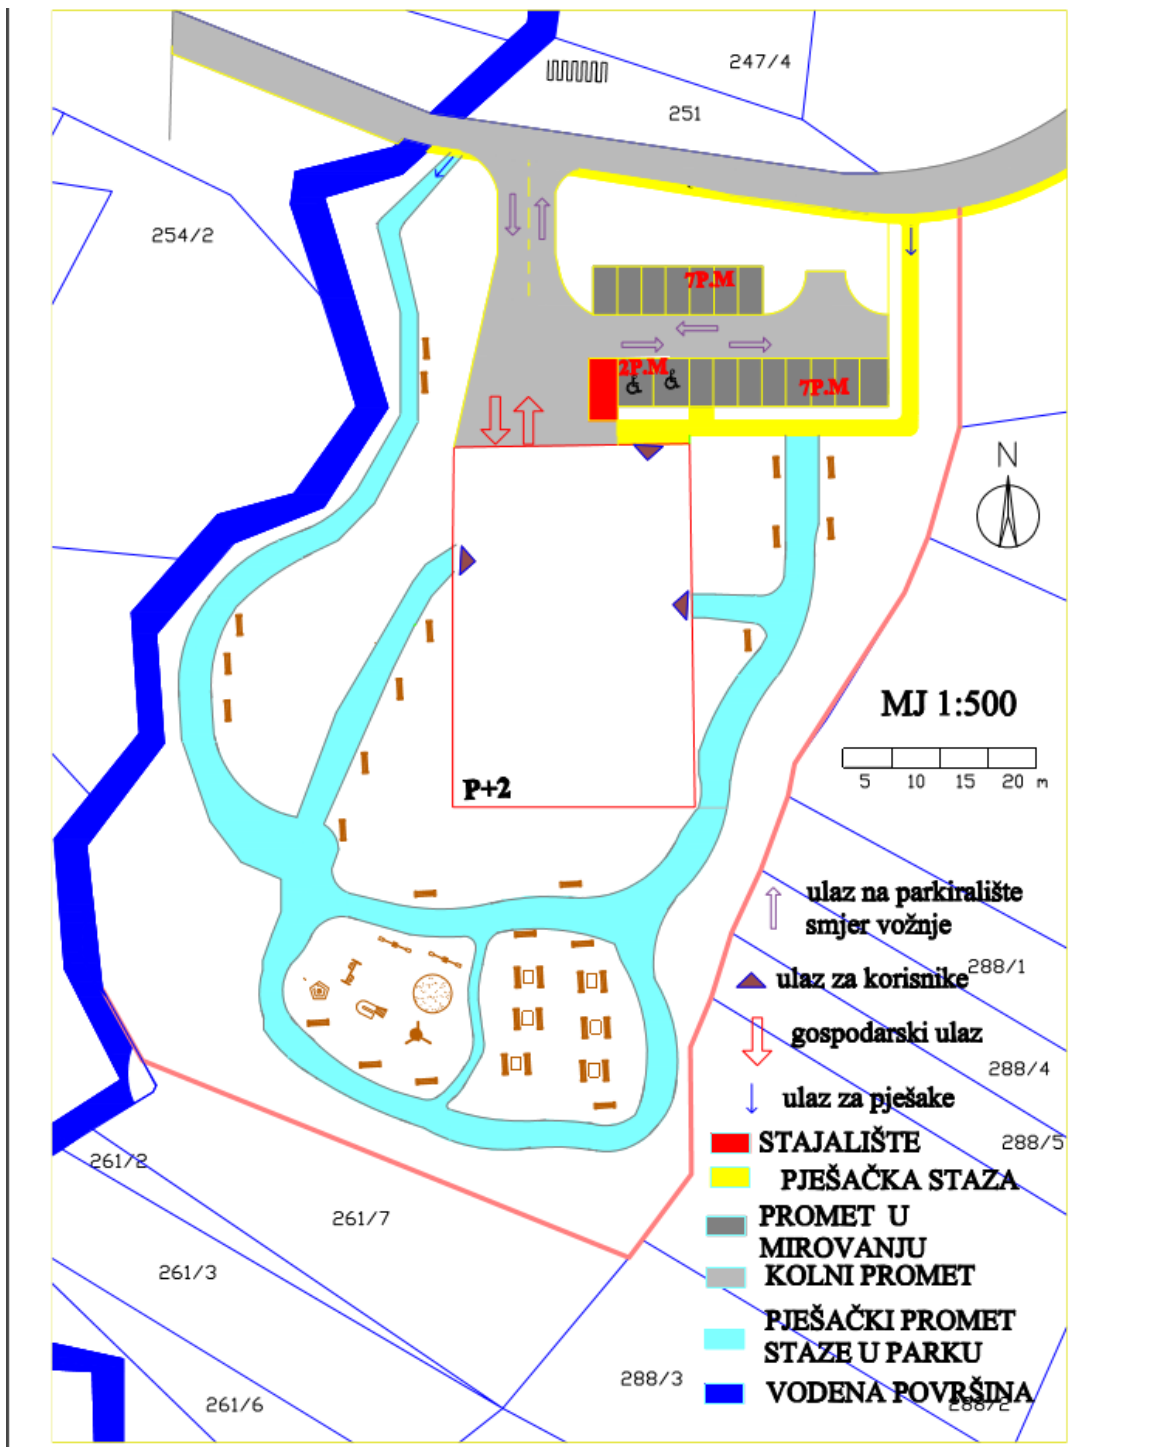 247/4
251
254/2
7P.M
2P.M
7P.M
N
MJ 1:500
5 10 15 20 m
P+2
ulaz na parkiralište
smjer vožnje
288/1
ulaz za korisnike
gospodarski ulaz
288/4
ulaz za pješake
STAJALIŠTE
288/5
261/2
PJEŠAČKA STAZA
261/7
PROMET U
MIROVANJU
261/3
KOLNI PROMET
PJEŠAČKI PROMET
STAZE U PARKU
288/3
VODENA POVRŠINA
261/6
288/2